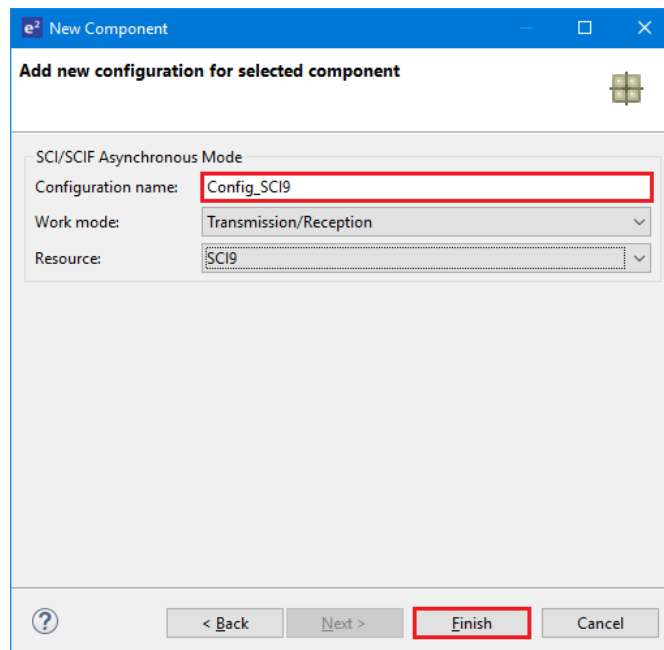 e² New Component
Add new configuration for selected component
SCI/SCIF Asynchronous Mode
Configuration name: Config_SCI9
Work mode: Transmission/Reception
Resource: SCI9
? < Back Next > Finish Cancel